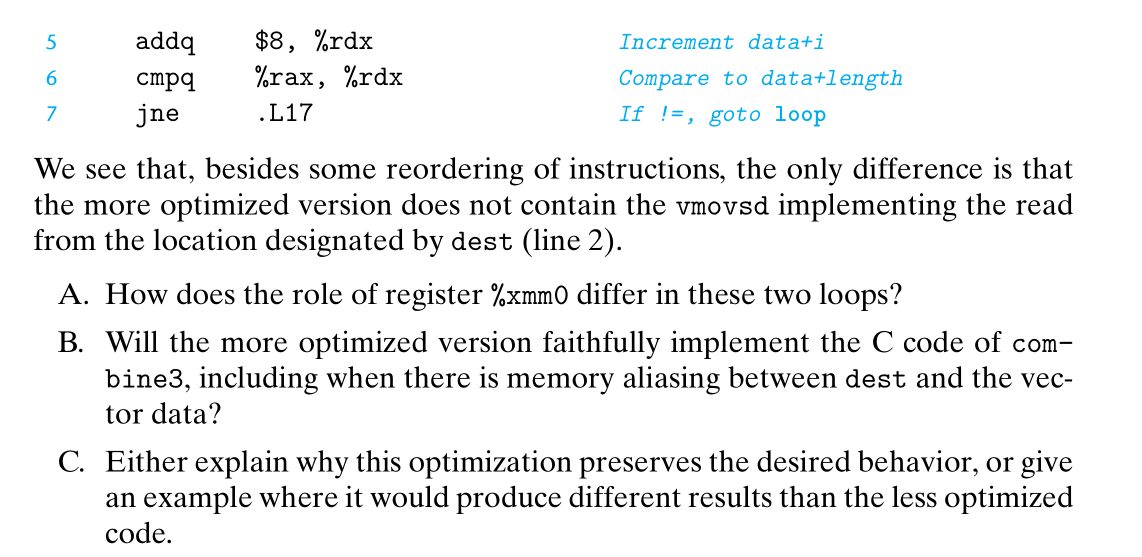 5 addq $8, %rdx Increment data+i
6 cmpq %rax, %rdx Compare to data+length
7 jne .L17 If !=, goto loop
We see that, besides some reordering of instructions, the only difference is that
the more optimized version does not contain the vmovsd implementing the read
from the location designated by dest (line 2).
A. How does the role of register %xmm0 differ in these two loops?
B. Will the more optimized version faithfully implement the C code of com-
bine3, including when there is memory aliasing between dest and the vec-
tor data?
C. Either explain why this optimization preserves the desired behavior, or give
an example where it would produce different results than the less optimized
code.